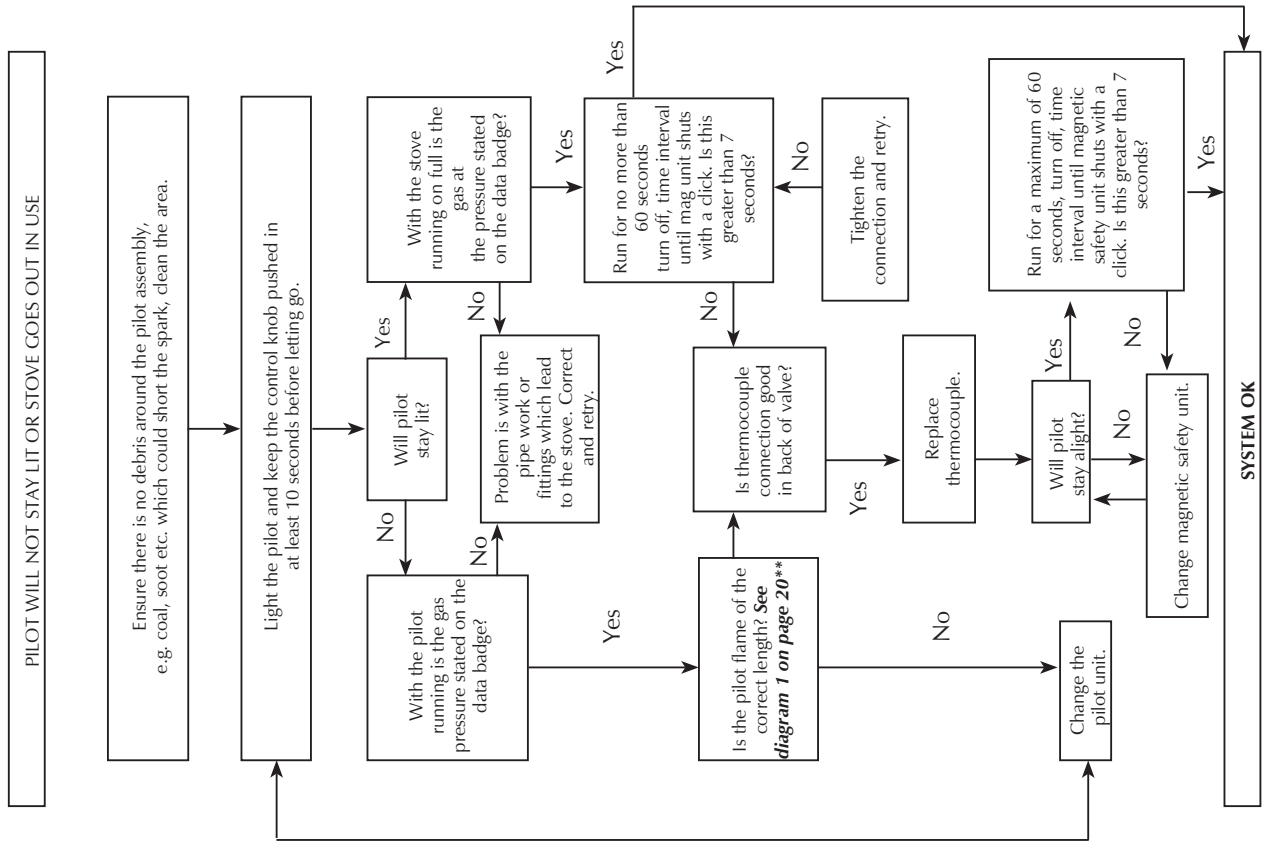 PILOT WILL NOT STAY LIT OR STOVE GOES OUT IN USE
Ensure there is no debris around the pilot assembly,
e.g. coal, soot etc. which could short the spark, clean the area.
Light the pilot and keep the control knob pushed in
at least 10 seconds before letting go.
Will pilot
stay lit?
No
Yes
With the pilot
running is the gas
pressure stated on the
data badge?
With the stove
running on full is the
gas at
the pressure stated
on the data badge?
No
No
Problem is with the
pipe work or
fittings which lead
to the stove. Correct
and retry.
Yes
Yes
Run for no more than
60 seconds
turn off, time interval
until mag unit shuts
with a click. Is this
greater than 7
seconds?
Yes
No
Is the pilot flame of the
correct length? See
diagram 1 on page 20**
Is thermocouple
connection good
in back of valve?
No
Tighten the
connection and retry.
Yes
Replace
thermocouple.
No
Change the
pilot unit.
Will pilot
stay alight?
Yes
Run for a maximum of 60
seconds, turn off, time
interval until magnetic
safety unit shuts with a
click. Is this greater than 7
seconds?
No
No
Change magnetic safety unit.
Yes
SYSTEM OK